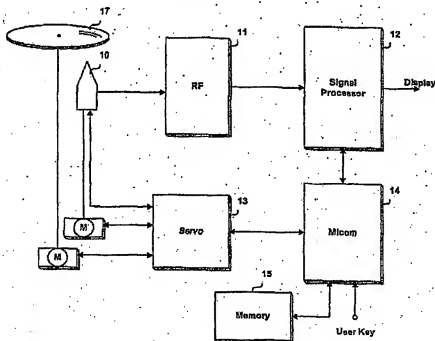 17
10
11
RF
12
Signal
Processor
Display
13
Servo
14
Micom
M
M
15
Memory
User Key